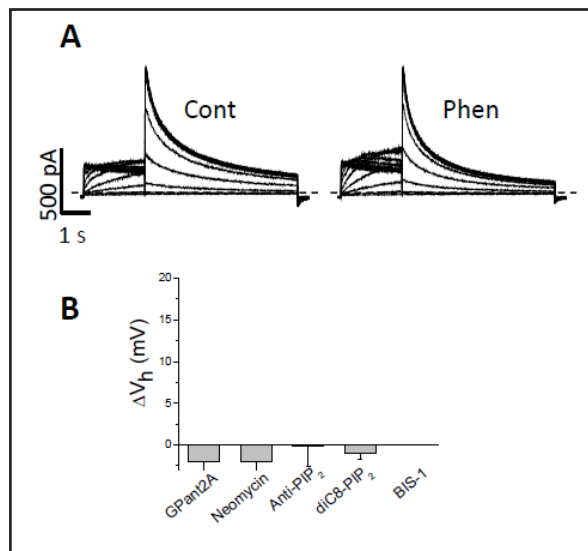 A
Cont
Phen
500 pA
1 s
B
ΔVh (mV)
20
15
10
5
0
GPant2A
Neomycin
Anti-PIP2
diC8-PIP2
BIS-1